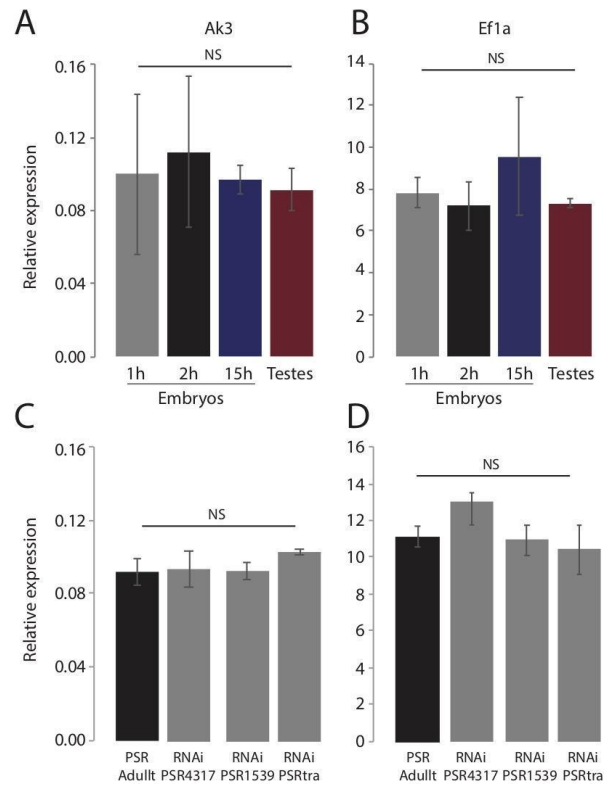 A
Ak3
NS
0.16
0.12
0.08
0.04
0.00
Relative expression
1h 2h 15h Testes
Embryos
B
Ef1a
NS
14
12
10
8
6
4
2
0
1h 2h 15h Testes
Embryos
C
NS
0.16
0.12
0.08
0.04
0.00
Relative expression
PSR RNAi RNAi RNAi
Adullt PSR4317 PSR1539 PSRtra
D
NS
16
14
12
10
8
6
4
2
0
PSR RNAi RNAi RNAi
Adullt PSR4317 PSR1539 PSRtra